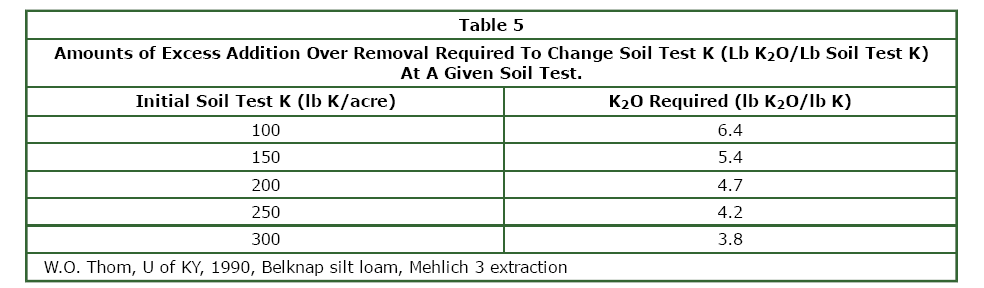 Table 5
Amounts of Excess Addition Over Removal Required To Change Soil Test K (Lb K₂O/Lb Soil Test K)
At A Given Soil Test.
Initial Soil Test K (lb K/acre) K₂O Required (lb K₂O/lb K)
100 6.4
150 5.4
200 4.7
250 4.2
300 3.8
W.O. Thom, U of KY, 1990, Belknap silt loam, Mehlich 3 extraction